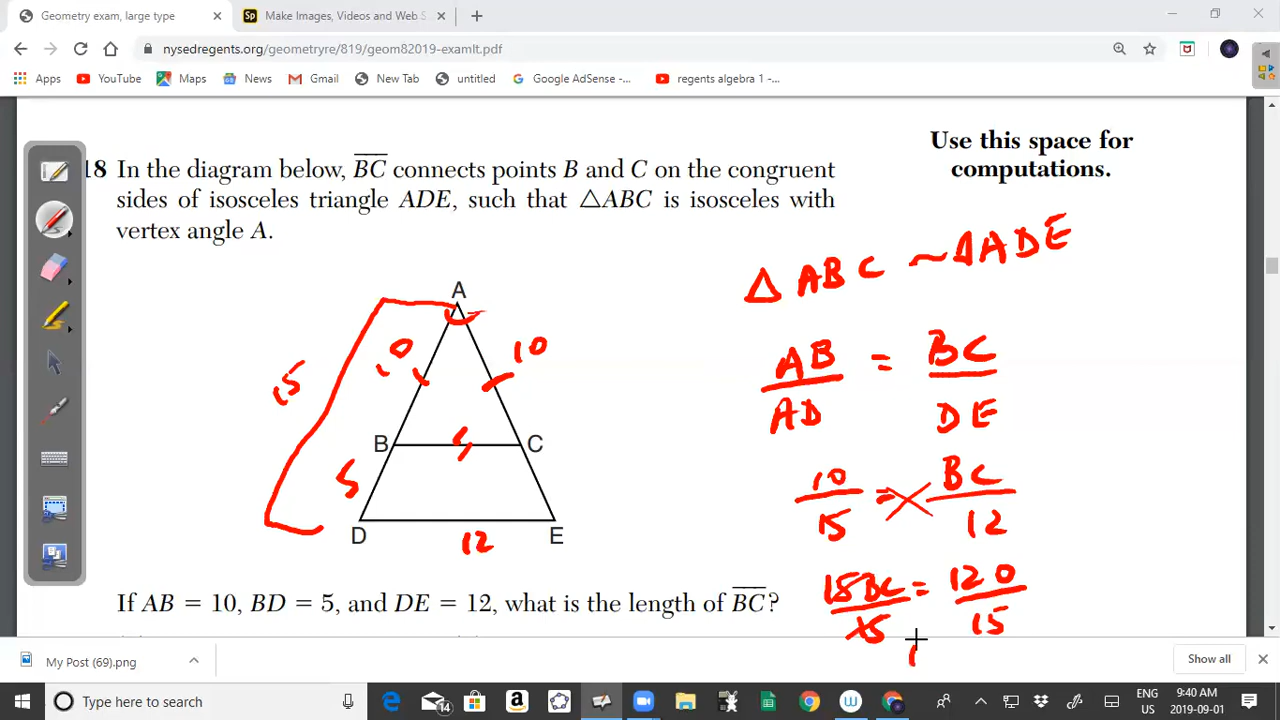 Geometry exam, large type
Make Images, Videos and Web S
nysedregents.org/geometryre/819/geom82019-examlt.pdf
Apps YouTube Maps News Gmail New Tab untitled Google AdSense -... regents algebra 1 -...
Use this space for
computations.
18 In the diagram below, BC connects points B and C on the congruent
sides of isosceles triangle ADE, such that △ABC is isosceles with
vertex angle A.
△ ABC ~ △ADE
A
10 10
15
AB/AD = BC/DE
B C
5
10/15 = BC/12
D 12 E
15BC/15 = 120/15
If AB = 10, BD = 5, and DE = 12, what is the length of BC?
My Post (69).png
Show all
Type here to search
14
ENG
US
9:40 AM
2019-09-01